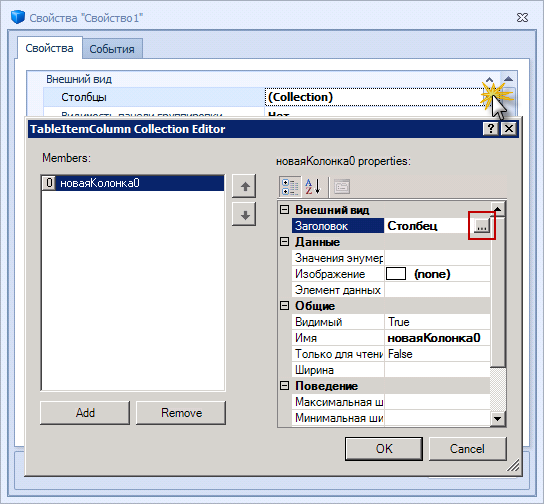 Свойства "Свойство1"
Свойства События
Внешний вид
Столбцы (Collection)
Видимость панели группировки Нет
TableItemColumn Collection Editor
Members:
новаяКолонка0 properties:
0 новаяКолонка0
Внешний вид
Заголовок Столбец ...
Данные
Значения энумер
Изображение (none)
Элемент данных
Общие
Видимый True
Имя новаяКолонка0
Только для чтени False
Ширина
Поведение
Максимальная ш
Минимальная ши
Add Remove
OK Cancel